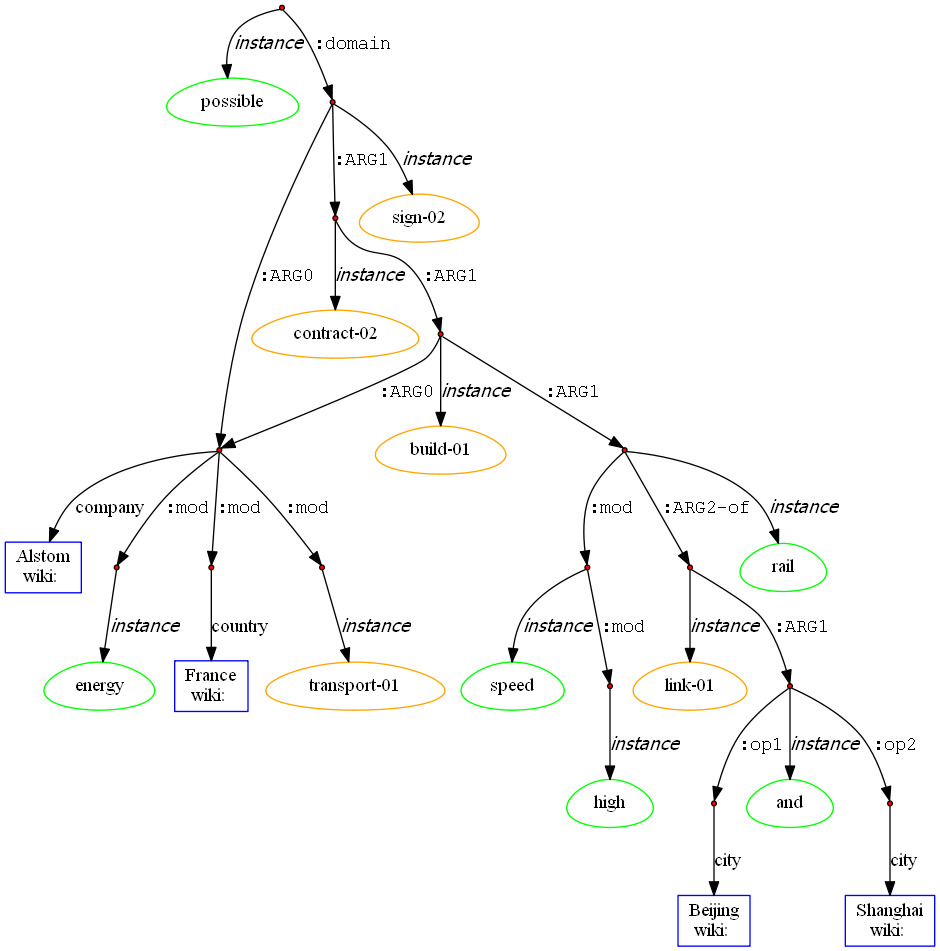 instance :domain
possible
:ARG1 instance
sign-02
:ARG0 instance :ARG1
contract-02
:ARG0 instance :ARG1
build-01
company :mod :mod :mod :mod :ARG2-of instance
Alstom
wiki:
rail
instance country instance instance :mod instance :ARG1
energy
France
wiki:
transport-01
speed
link-01
instance :op1 instance :op2
high
and
city city
Beijing
wiki:
Shanghai
wiki: